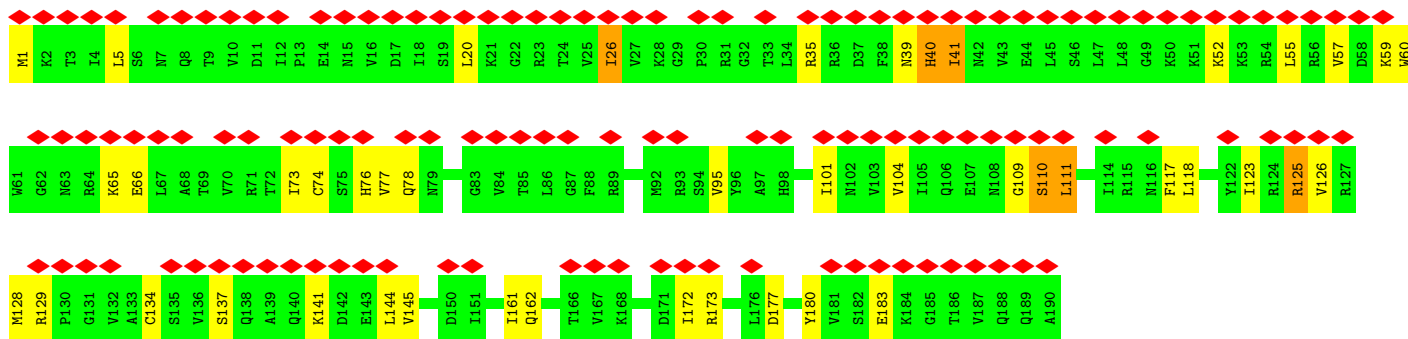 M1 K2 T3 I4 L5 S6 N7 Q8 T9 V10 D11 I12 P13 E14 N15 V16 D17 I18 S19 L20 K21 G22 R23 T24 V25 I26 V27 K28 G29 P30 R31 G32 T33 L34 R35 R36 D37 F38 N39 H40 I41 N42 V43 E44 L45 S46 L47 L48 G49 K50 K51 K52 K53 R54 L55 R56 V57 D58 K59 W60
W61 G62 N63 R64 K65 E66 L67 A68 T69 V70 R71 T72 I73 C74 S75 H76 V77 Q78 N79 G83 V84 T85 L86 G87 F88 R89 M92 R93 S94 V95 Y96 A97 H98 I101 N102 V103 V104 I105 Q106 E107 N108 G109 S110 L111 I114 R115 N116 F117 L118 Y122 I123 R124 R125 V126 R127
M128 R129 P130 G131 V132 A133 C134 S135 V136 S137 Q138 A139 Q140 K141 D142 E143 L144 V145 D150 I151 I161 Q162 T166 V167 K168 D171 I172 R173 L176 D177 Y180 V181 S182 E183 K184 G185 T186 V187 Q188 Q189 A190